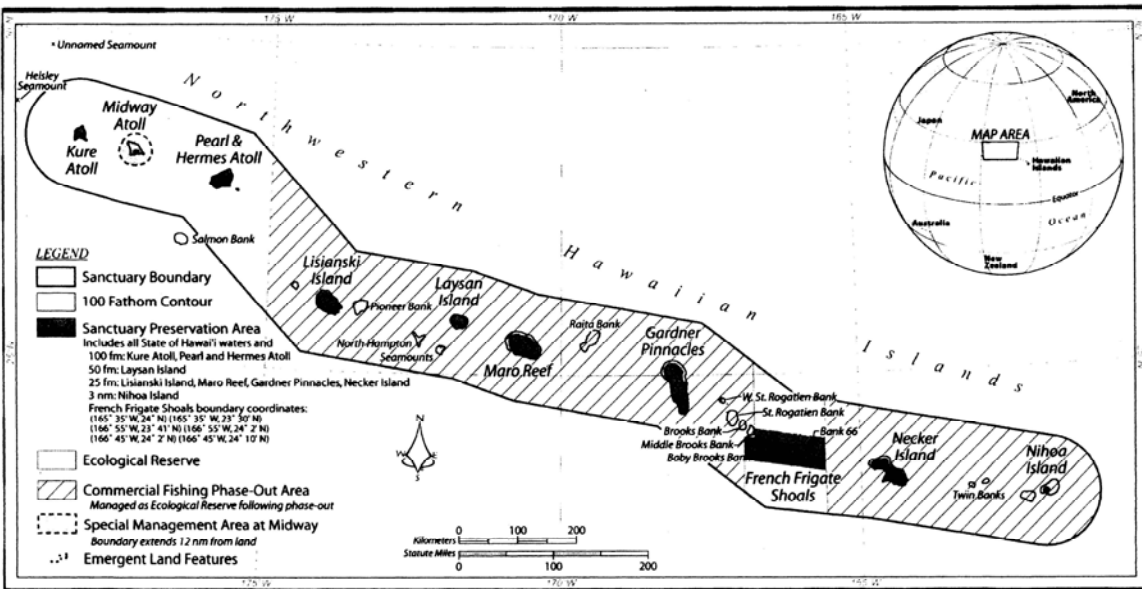 175 W
170 W
165 W
Unnamed Seamount
Helsley
Seamount
Midway
Atoll
Kure
Atoll
Pearl &
Hermes Atoll
Northwestern
Hawaiian
Islands
Salmon Bank
Lisianski
Island
Pioneer Bank
Laysan
Island
North Hampton
Seamounts
Maro Reef
Raita Bank
Gardner
Pinnacles
W. St. Rogatien Bank
St. Rogatien Bank
Brooks Bank
Middle Brooks Bank
Baby Brooks Ban
Bank 66
French Frigate
Shoals
Necker
Island
Nihoa
Island
Twin Banks
North
America
Japan
MAP AREA
Hawaiian
Islands
Pacific
Equator
Ocean
Australia
New
Zealand
LEGEND
Sanctuary Boundary
100 Fathom Contour
Sanctuary Preservation Area
Includes all State of Hawai'i waters and
100 fm: Kure Atoll, Pearl and Hermes Atoll
50 fm: Laysan Island
25 fm: Lisianski Island, Maro Reef, Gardner Pinnacles, Necker Island
3 nm: Nihoa Island
French Frigate Shoals boundary coordinates:
(165° 35' W, 24° N) (165° 35' W, 23° 30' N)
(166° 55' W, 23° 41' N) (166° 55' W, 24° 2' N)
(166° 45' W, 24° 2' N) (166° 45' W, 24° 10' N)
Ecological Reserve
Commercial Fishing Phase-Out Area
Managed as Ecological Reserve following phase-out
Special Management Area at Midway
Boundary extends 12 nm from land
Emergent Land Features
N
W
S
0 100 200
Kilometers
Statute Miles
0 100 200
175 W
170 W
165 W